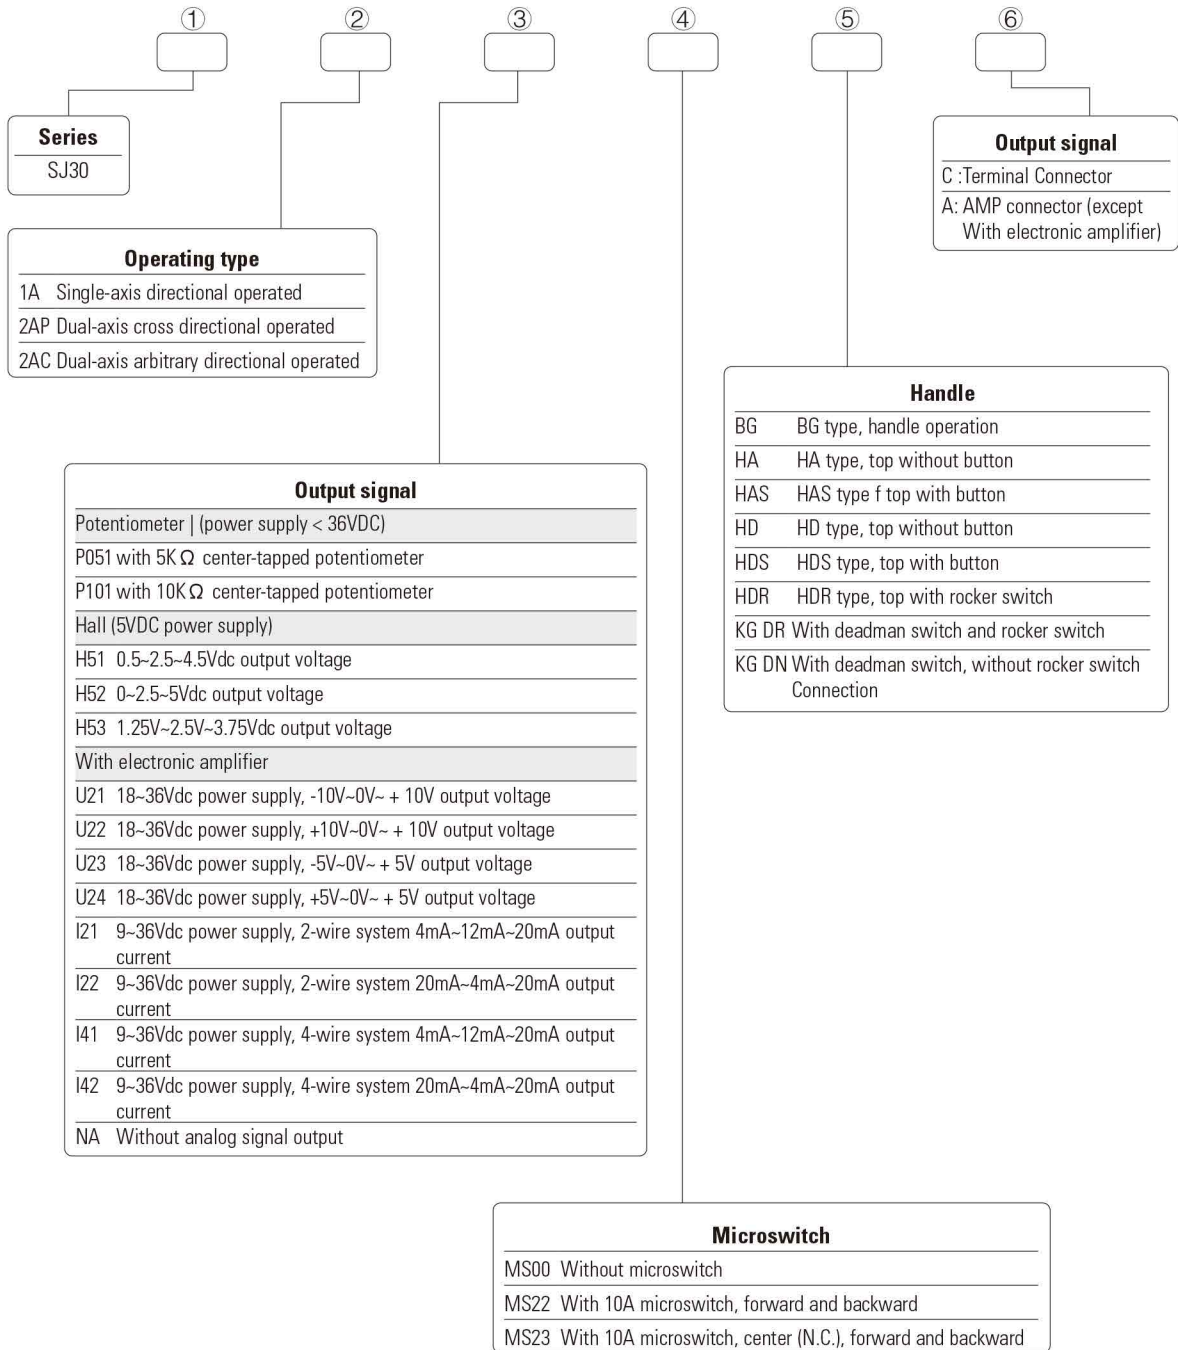 ① ② ③ ④ ⑤ ⑥
Series
SJ30
Output signal
C :Terminal Connector
A: AMP connector (except
With electronic amplifier)
Operating type
1A Single-axis directional operated
2AP Dual-axis cross directional operated
2AC Dual-axis arbitrary directional operated
Handle
BG BG type, handle operation
HA HA type, top without button
HAS HAS type f top with button
HD HD type, top without button
HDS HDS type, top with button
HDR HDR type, top with rocker switch
KG DR With deadman switch and rocker switch
KG DN With deadman switch, without rocker switch
Connection
Output signal
Potentiometer | (power supply < 36VDC)
P051 with 5K Ω center-tapped potentiometer
P101 with 10K Ω center-tapped potentiometer
Hall (5VDC power supply)
H51 0.5~2.5~4.5Vdc output voltage
H52 0~2.5~5Vdc output voltage
H53 1.25V~2.5V~3.75Vdc output voltage
With electronic amplifier
U21 18~36Vdc power supply, -10V~0V~ + 10V output voltage
U22 18~36Vdc power supply, +10V~0V~ + 10V output voltage
U23 18~36Vdc power supply, -5V~0V~ + 5V output voltage
U24 18~36Vdc power supply, +5V~0V~ + 5V output voltage
I21 9~36Vdc power supply, 2-wire system 4mA~12mA~20mA output
current
I22 9~36Vdc power supply, 2-wire system 20mA~4mA~20mA output
current
I41 9~36Vdc power supply, 4-wire system 4mA~12mA~20mA output
current
I42 9~36Vdc power supply, 4-wire system 20mA~4mA~20mA output
current
NA Without analog signal output
Microswitch
MS00 Without microswitch
MS22 With 10A microswitch, forward and backward
MS23 With 10A microswitch, center (N.C.), forward and backward